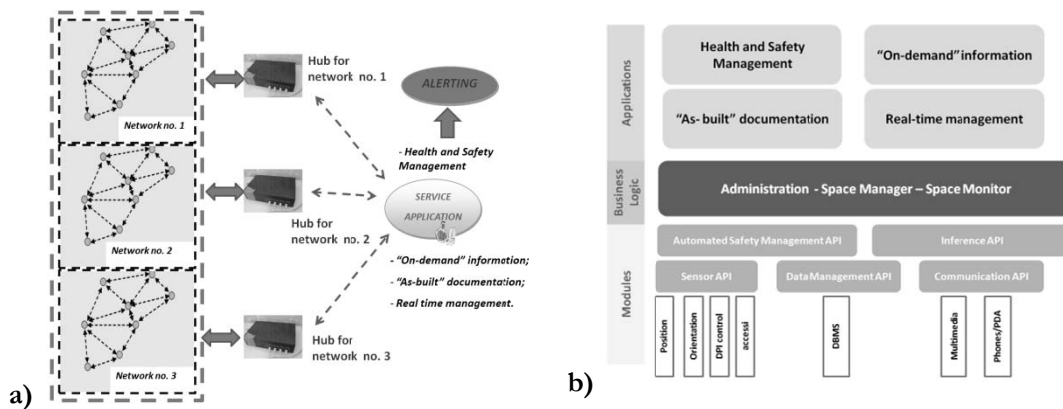 Network no. 1
Network no. 2
Network no. 3
Hub for
network no. 1
Hub for
network no. 2
Hub for
network no. 3
ALERTING
- Health and Safety
Management
SERVICE
APPLICATION
- "On-demand" information;
- "As-built" documentation;
- Real time management.
a)
Applications
Health and Safety
Management
"On-demand" information
"As- built" documentation
Real-time management
Business
Logic
Administration - Space Manager – Space Monitor
Modules
Automated Safety Management API
Inference API
Sensor API
Data Management API
Communication API
Position
Orientation
DPI control
accessi
DBMS
Multimedia
Phones/PDA
b)